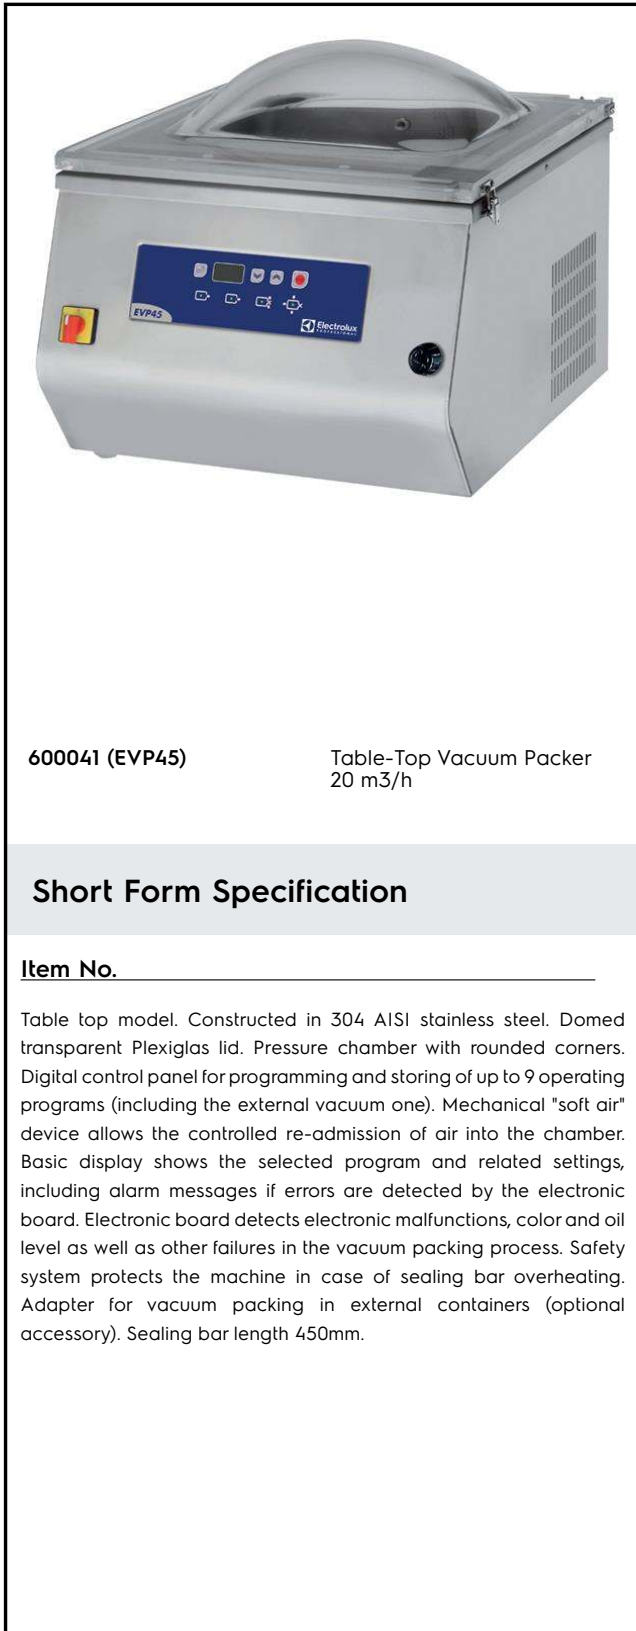 EVP45
Electrolux
PROFESSIONAL
600041 (EVP45)
Table-Top Vacuum Packer
20 m3/h
Short Form Specification
Item No.
Table top model. Constructed in 304 AISI stainless steel. Domed
transparent Plexiglas lid. Pressure chamber with rounded corners.
Digital control panel for programming and storing of up to 9 operating
programs (including the external vacuum one). Mechanical "soft air"
device allows the controlled re-admission of air into the chamber.
Basic display shows the selected program and related settings,
including alarm messages if errors are detected by the electronic
board. Electronic board detects electronic malfunctions, color and oil
level as well as other failures in the vacuum packing process. Safety
system protects the machine in case of sealing bar overheating.
Adapter for vacuum packing in external containers (optional
accessory). Sealing bar length 450mm.